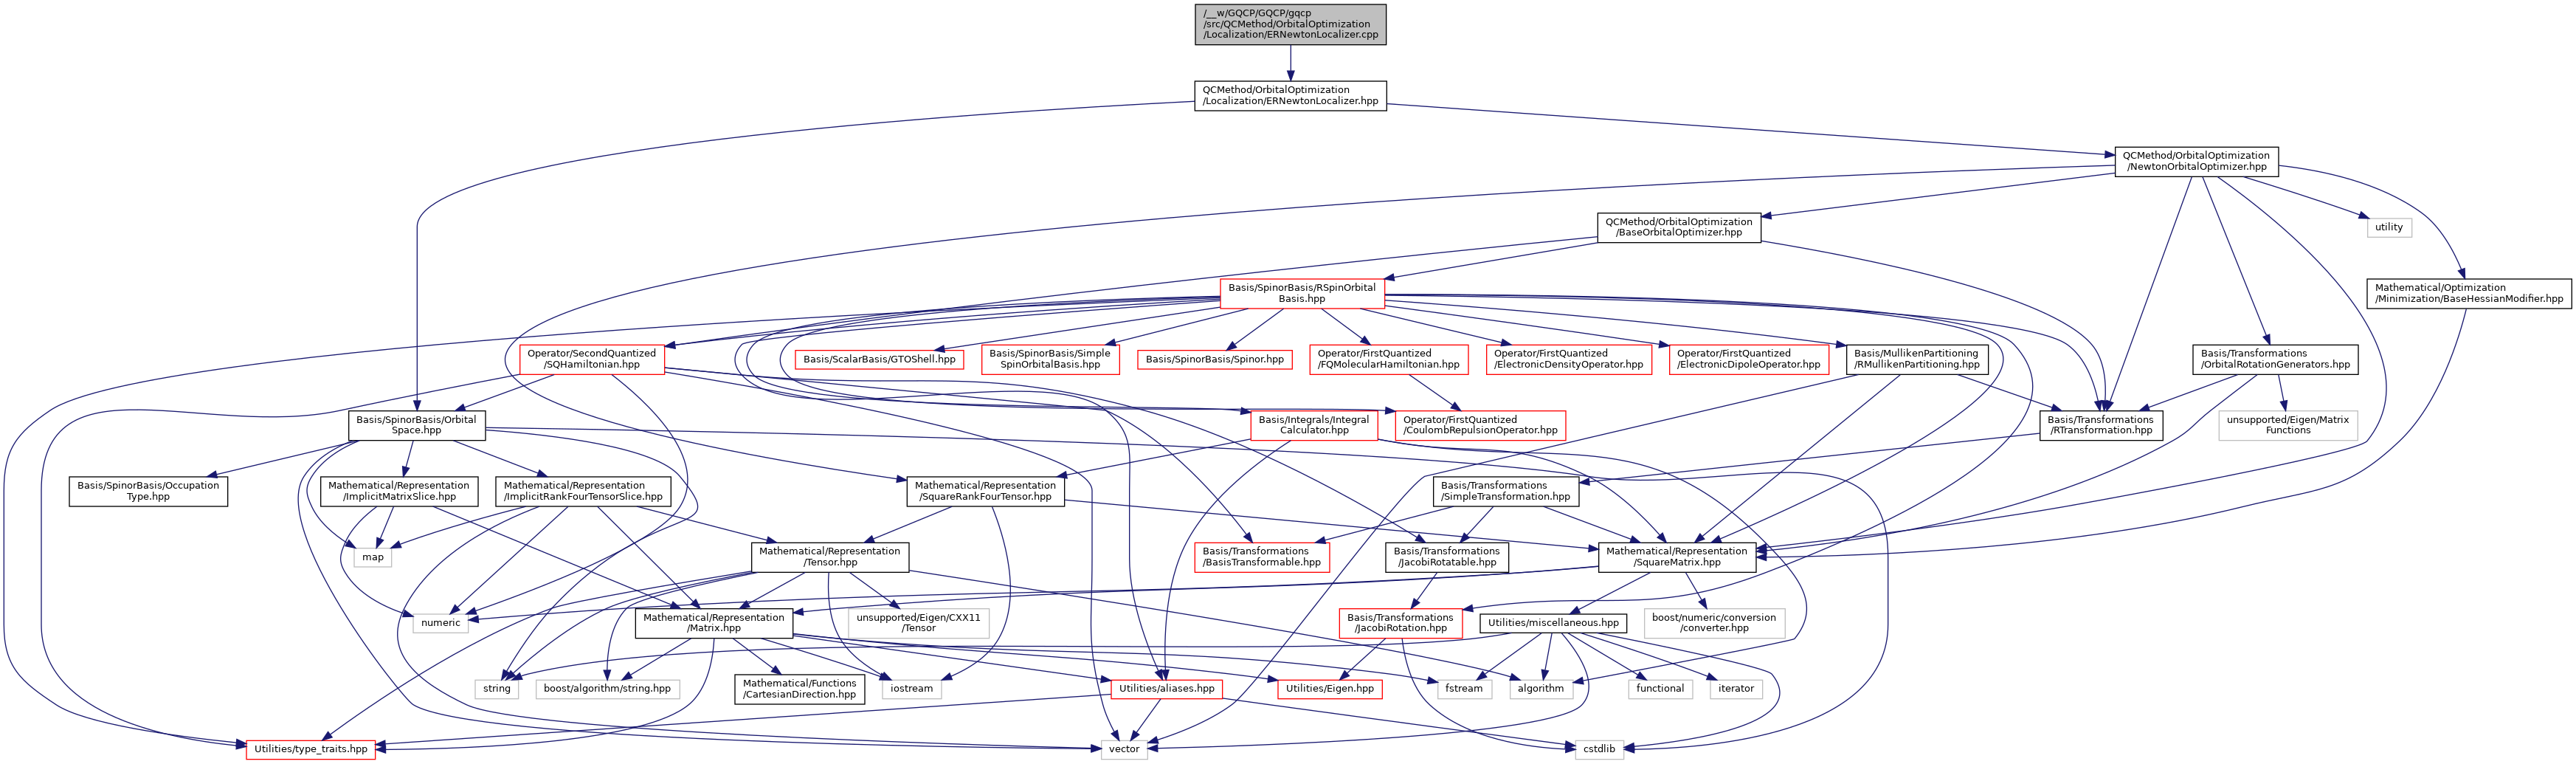 /__w/GQCP/GQCP/gqcp
/src/QCMethod/OrbitalOptimization
/Localization/ERNewtonLocalizer.cpp
QCMethod/OrbitalOptimization
/Localization/ERNewtonLocalizer.hpp
QCMethod/OrbitalOptimization
/NewtonOrbitalOptimizer.hpp
QCMethod/OrbitalOptimization
/BaseOrbitalOptimizer.hpp
utility
Basis/SpinorBasis/RSpinOrbital
Basis.hpp
Mathematical/Optimization
/Minimization/BaseHessianModifier.hpp
Operator/SecondQuantized
/SQHamiltonian.hpp
Basis/ScalarBasis/GTOShell.hpp
Basis/SpinorBasis/Simple
SpinOrbitalBasis.hpp
Basis/SpinorBasis/Spinor.hpp
Operator/FirstQuantized
/FQMolecularHamiltonian.hpp
Operator/FirstQuantized
/ElectronicDensityOperator.hpp
Operator/FirstQuantized
/ElectronicDipoleOperator.hpp
Basis/MullikenPartitioning
/RMullikenPartitioning.hpp
Basis/Transformations
/OrbitalRotationGenerators.hpp
Basis/SpinorBasis/Orbital
Space.hpp
Basis/Integrals/Integral
Calculator.hpp
Operator/FirstQuantized
/CoulombRepulsionOperator.hpp
Basis/Transformations
/RTransformation.hpp
unsupported/Eigen/Matrix
Functions
Basis/SpinorBasis/Occupation
Type.hpp
Mathematical/Representation
/ImplicitMatrixSlice.hpp
Mathematical/Representation
/ImplicitRankFourTensorSlice.hpp
Mathematical/Representation
/SquareRankFourTensor.hpp
Basis/Transformations
/SimpleTransformation.hpp
map
Mathematical/Representation
/Tensor.hpp
Basis/Transformations
/BasisTransformable.hpp
Basis/Transformations
/JacobiRotatable.hpp
Mathematical/Representation
/SquareMatrix.hpp
numeric
Mathematical/Representation
/Matrix.hpp
unsupported/Eigen/CXX11
/Tensor
Basis/Transformations
/JacobiRotation.hpp
Utilities/miscellaneous.hpp
boost/numeric/conversion
/converter.hpp
string
boost/algorithm/string.hpp
Mathematical/Functions
/CartesianDirection.hpp
iostream
Utilities/aliases.hpp
Utilities/Eigen.hpp
fstream
algorithm
functional
iterator
Utilities/type_traits.hpp
vector
cstdlib